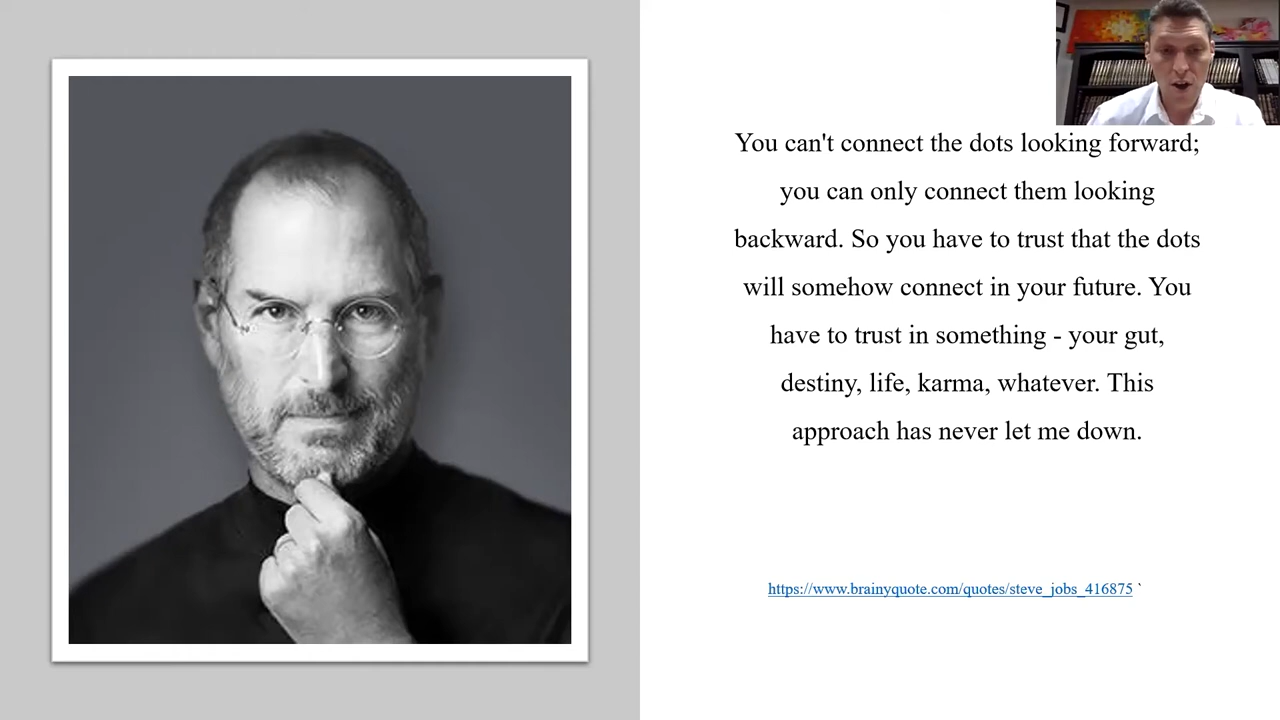 You can't connect the dots looking forward;
you can only connect them looking
backward. So you have to trust that the dots
will somehow connect in your future. You
have to trust in something - your gut,
destiny, life, karma, whatever. This
approach has never let me down.
https://www.brainyquote.com/quotes/steve_jobs_416875 `